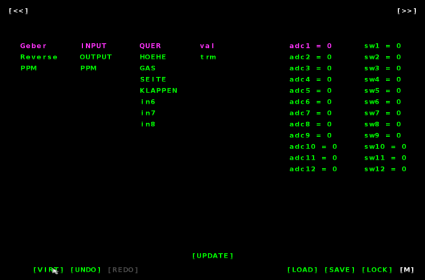 [<<] [>>]
Geber INPUT QUER val adc1 = 0 sw1 = 0
Reverse OUTPUT HOEHE trm adc2 = 0 sw2 = 0
PPM PPM GAS adc3 = 0 sw3 = 0
SEITE adc4 = 0 sw4 = 0
KLAPPEN adc5 = 0 sw5 = 0
in6 adc6 = 0 sw6 = 0
in7 adc7 = 0 sw7 = 0
in8 adc8 = 0 sw8 = 0
adc9 = 0 sw9 = 0
adc10 = 0 sw10 = 0
adc11 = 0 sw11 = 0
adc12 = 0 sw12 = 0
[UPDATE]
[UNDO] [REDO] [LOAD] [SAVE] [LOCK] [M]